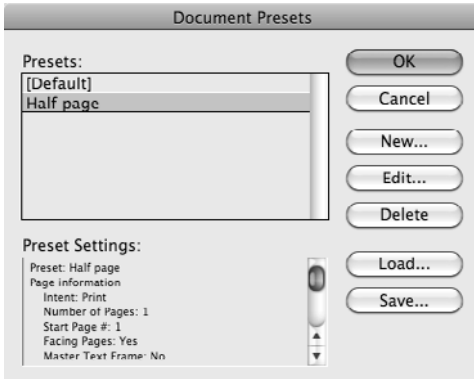 Document Presets
Presets:
[Default]
Half page
OK
Cancel
New...
Edit...
Delete
Load...
Save...
Preset Settings:
Preset: Half page
Page information
Intent: Print
Number of Pages: 1
Start Page #: 1
Facing Pages: Yes
Master Text Frame: No